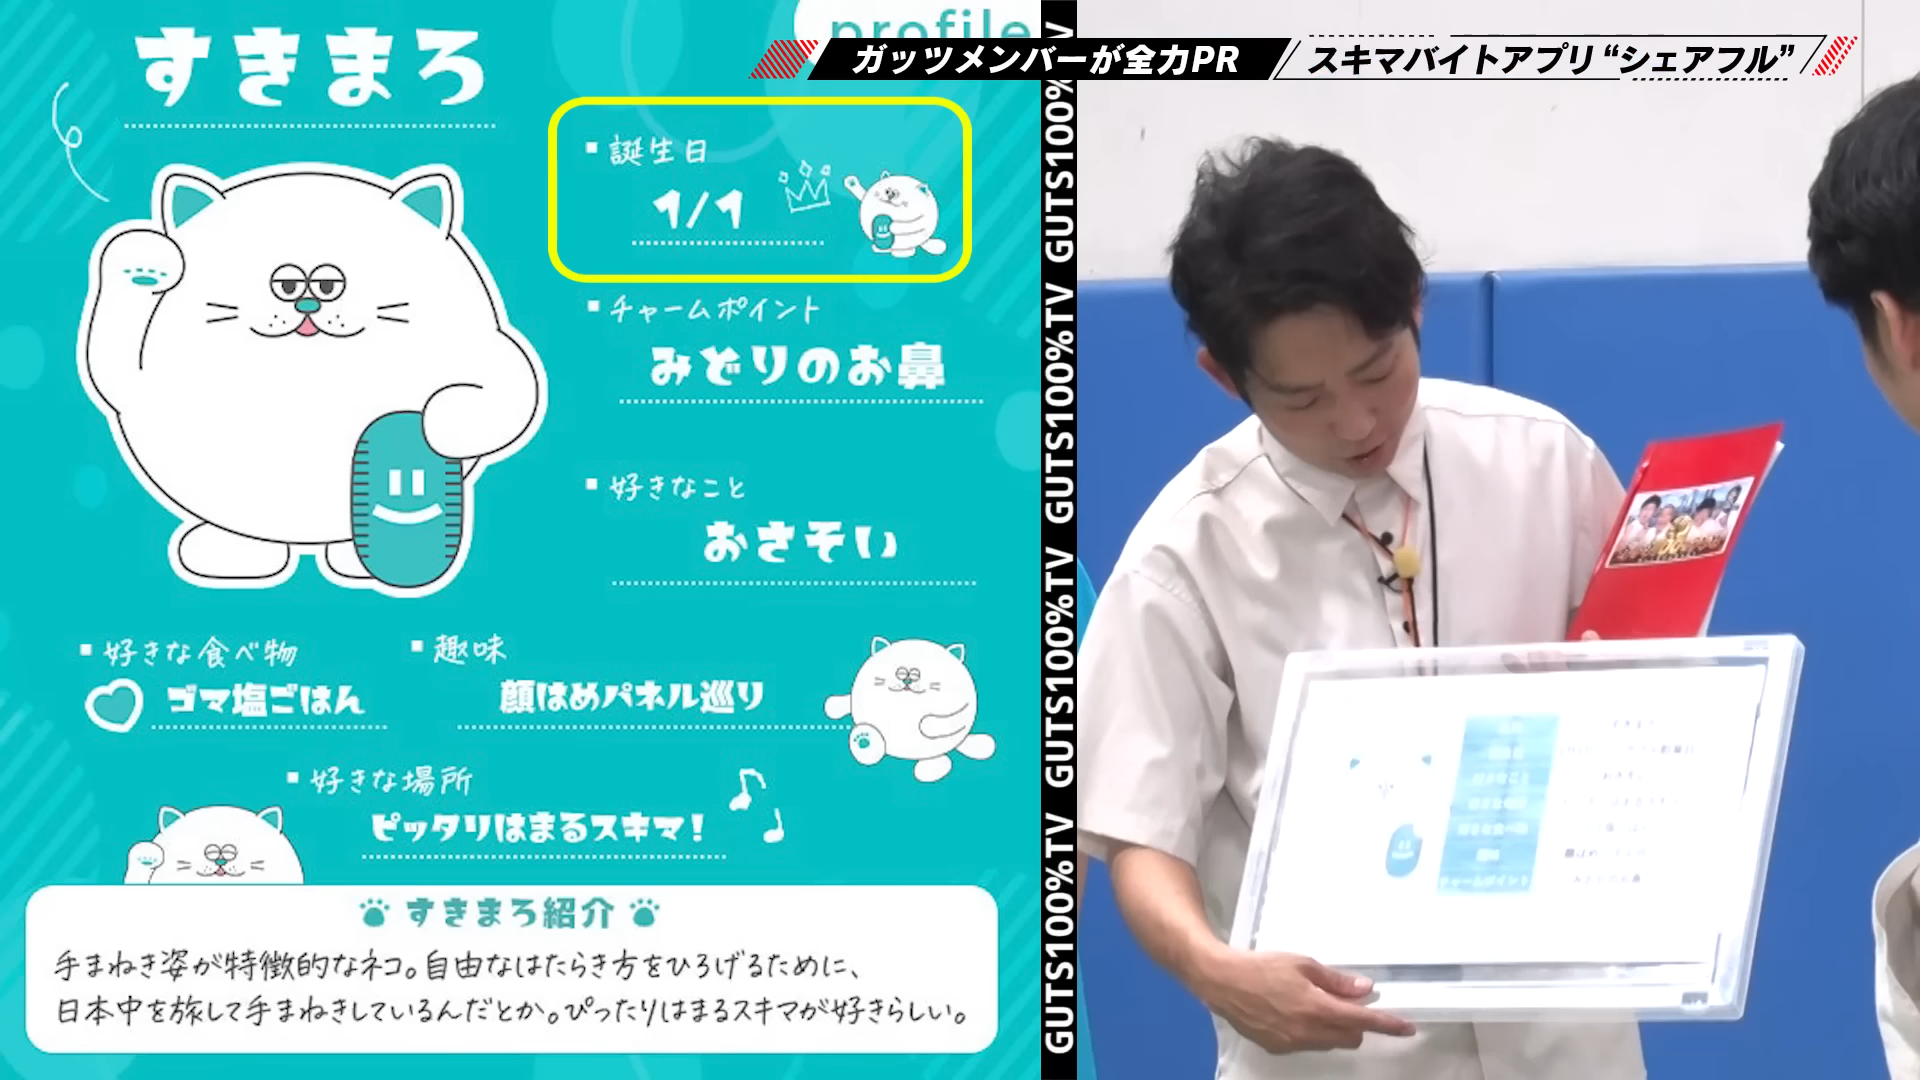 profile
すきまろ
ガッツメンバーが全力PR
スキマバイトアプリ“シェアフル”
誕生日
1/1
チャームポイント
みどりのお鼻
好きなこと
おさそい
好きな食べ物
ゴマ塩ごはん
趣味
顔はめパネル巡り
好きな場所
ピッタリはまるスキマ！
すきまろ紹介
手まねき姿が特徴的なネコ。自由なはたらき方をひろげるために、
日本中を旅して手まねきしているんだとか。ぴったりはまるスキマが好きらしい。
GUTS100%TV GUTS100%TV GUTS100%TV GUTS100%TV
チャームポイント